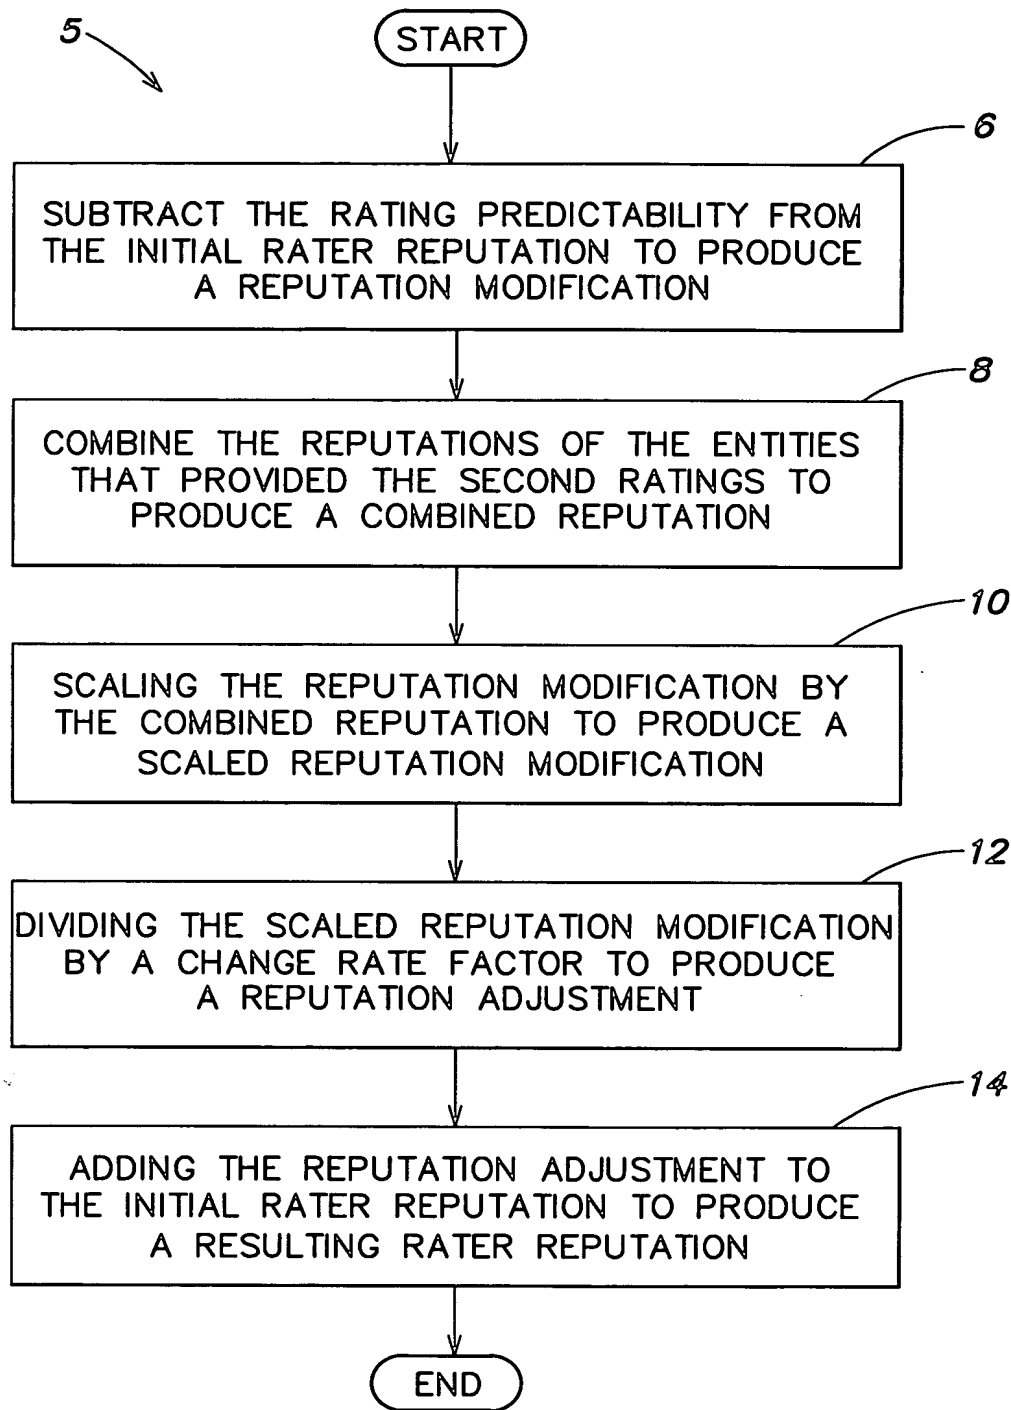 5
START
6
SUBTRACT THE RATING PREDICTABILITY FROM
THE INITIAL RATER REPUTATION TO PRODUCE
A REPUTATION MODIFICATION
8
COMBINE THE REPUTATIONS OF THE ENTITIES
THAT PROVIDED THE SECOND RATINGS TO
PRODUCE A COMBINED REPUTATION
10
SCALING THE REPUTATION MODIFICATION BY
THE COMBINED REPUTATION TO PRODUCE A
SCALED REPUTATION MODIFICATION
12
DIVIDING THE SCALED REPUTATION MODIFICATION
BY A CHANGE RATE FACTOR TO PRODUCE
A REPUTATION ADJUSTMENT
14
ADDING THE REPUTATION ADJUSTMENT TO
THE INITIAL RATER REPUTATION TO PRODUCE
A RESULTING RATER REPUTATION
END